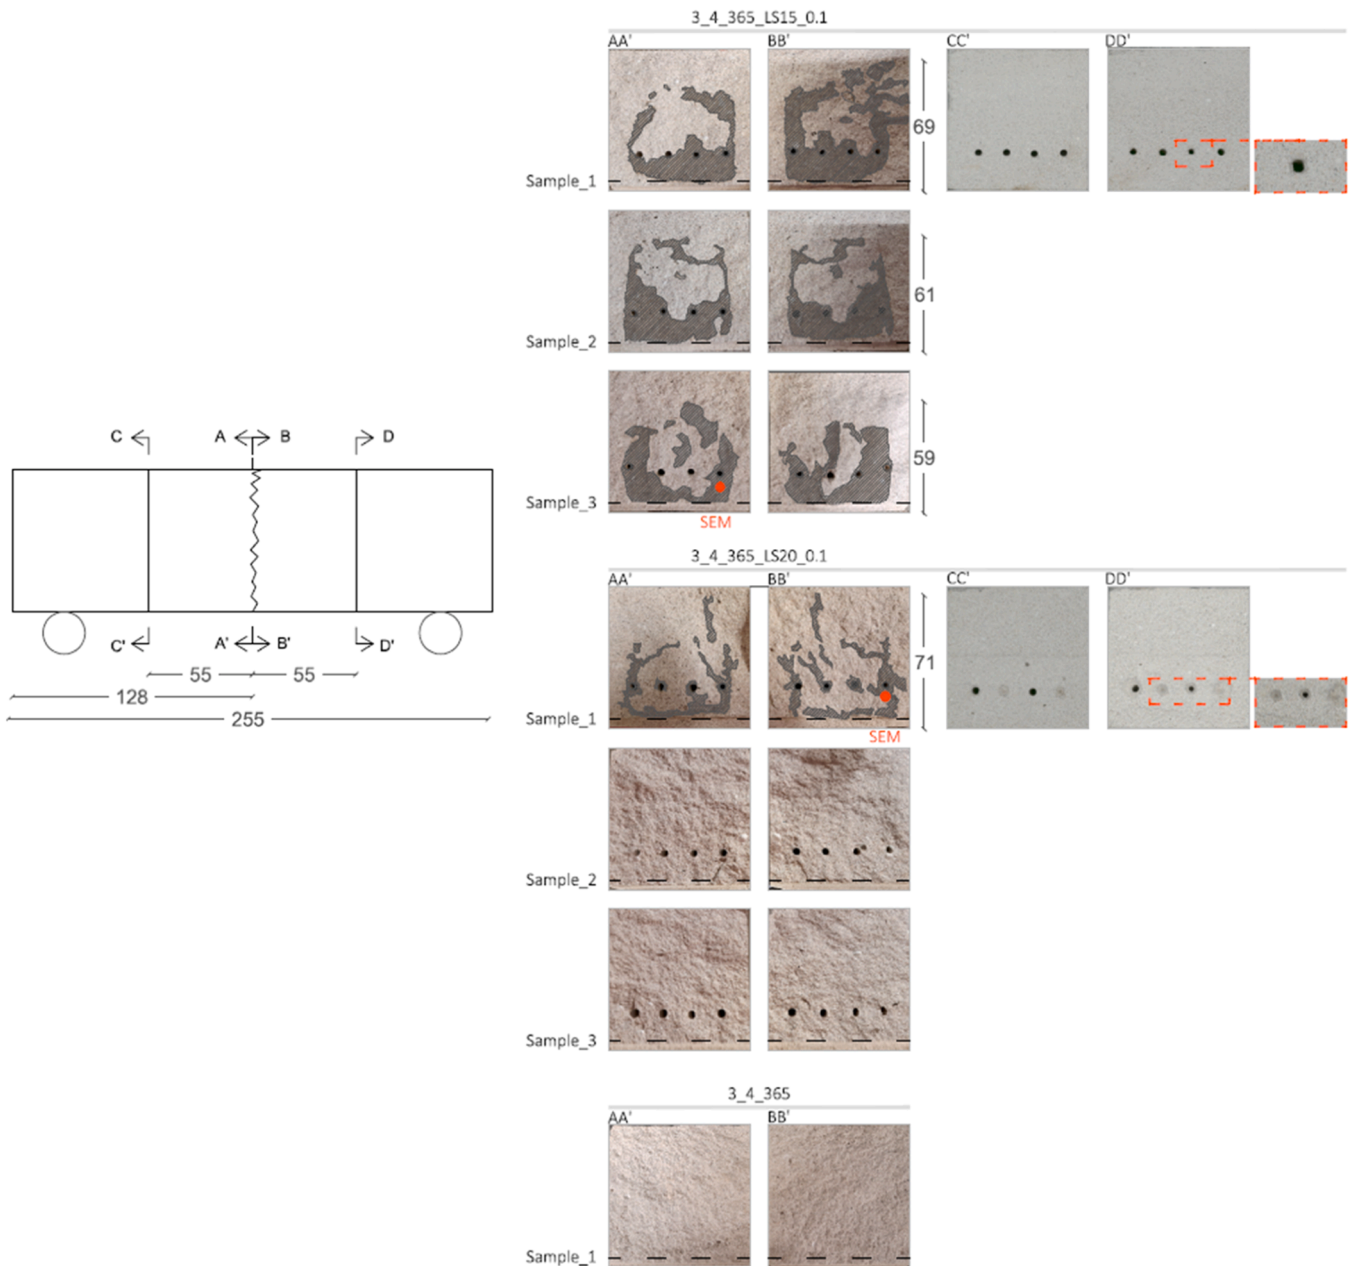 C A B D
C' A' B' D'
55 55
128
255
3_4_365_LS15_0.1
AA' BB' CC' DD'
69
Sample_1
61
Sample_2
59
Sample_3
SEM
3_4_365_LS20_0.1
AA' BB' CC' DD'
71
Sample_1
SEM
Sample_2
Sample_3
3_4_365
AA' BB'
Sample_1